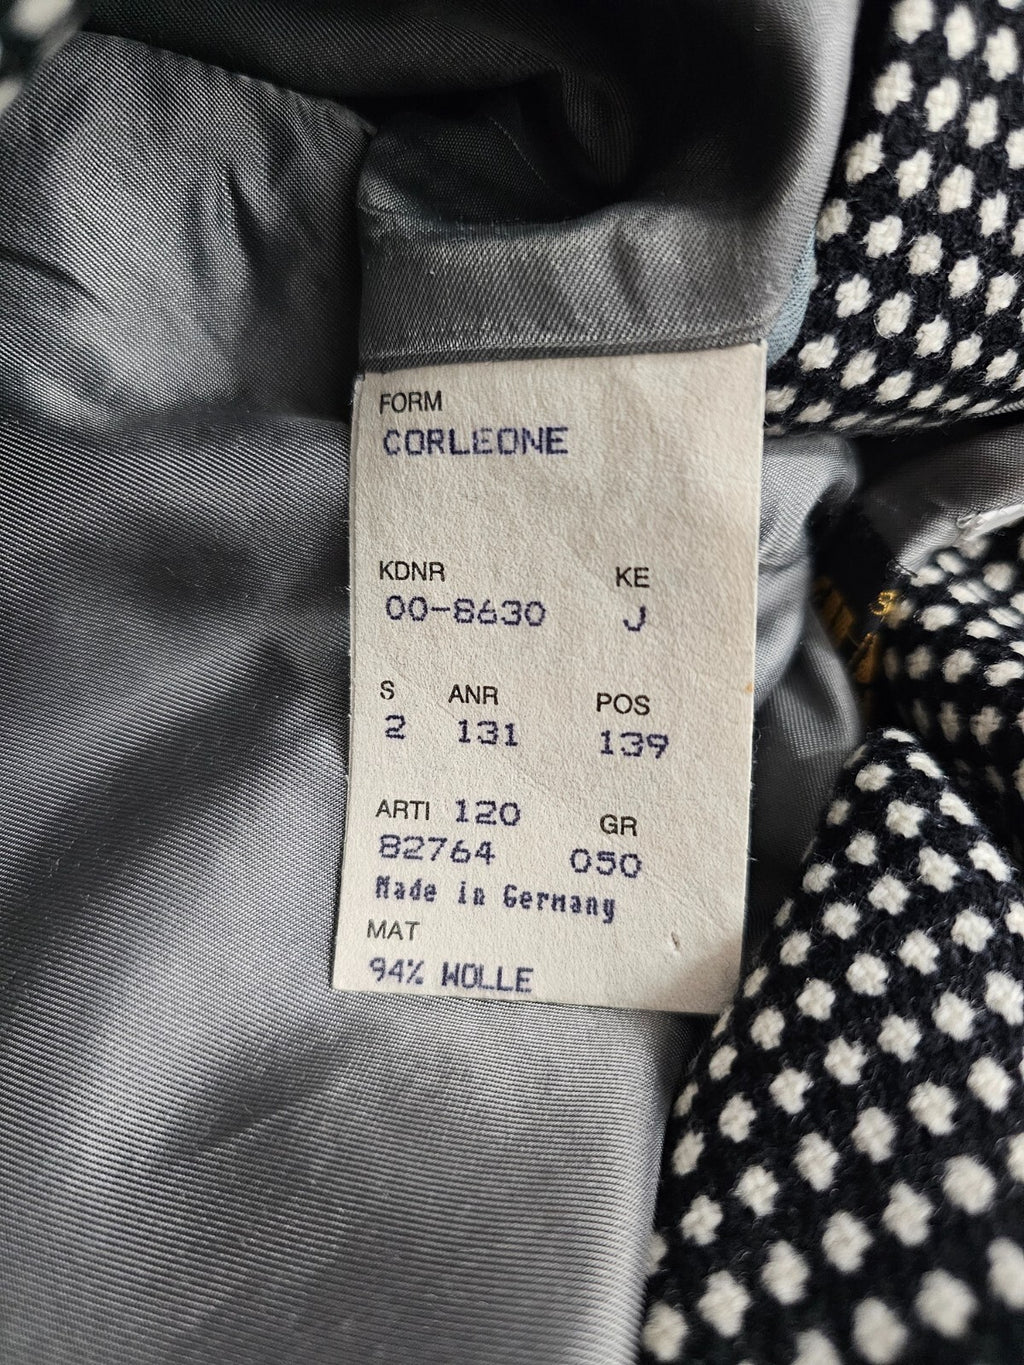 FORM
CORLEONE
KDNR KE
00-8630 J
S ANR POS
2 131 139
ARTI 120 GR
82764 050
Made in Germany
MAT
94% WOLLE